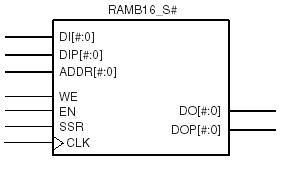 RAMB16_S#
DI[#:0]
DIP[#:0]
ADDR[#:0]
WE
EN
SSR
CLK
DO[#:0]
DOP[#:0]